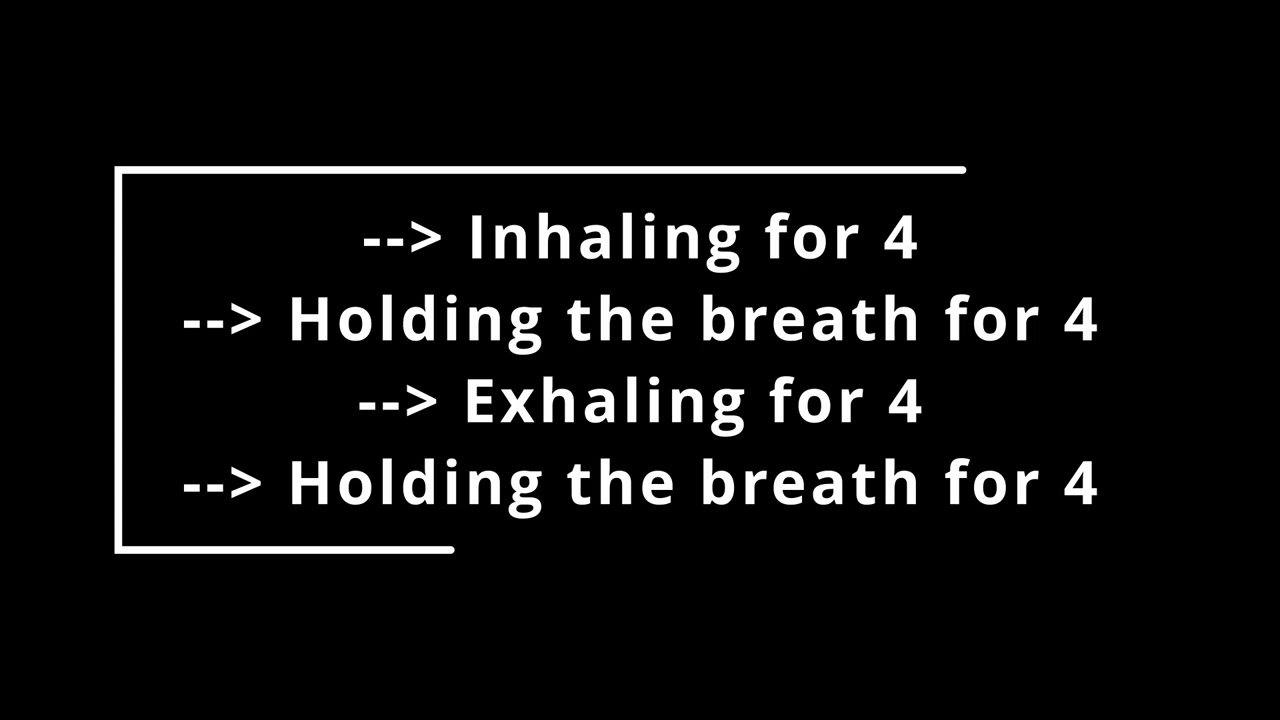 --> Inhaling for 4
--> Holding the breath for 4
--> Exhaling for 4
--> Holding the breath for 4